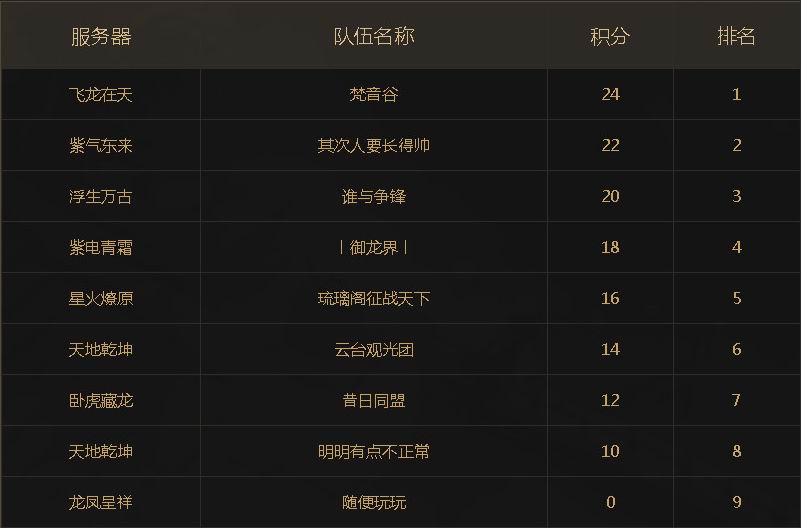 服务器 队伍名称 积分 排名
飞龙在天 梵音谷 24 1
紫气东来 其次人要长得帅 22 2
浮生万古 谁与争锋 20 3
紫电青霜 丨御龙界丨 18 4
星火燎原 琉璃阁征战天下 16 5
天地乾坤 云台观光团 14 6
卧虎藏龙 昔日同盟 12 7
天地乾坤 明明有点不正常 10 8
龙凤呈祥 随便玩玩 0 9